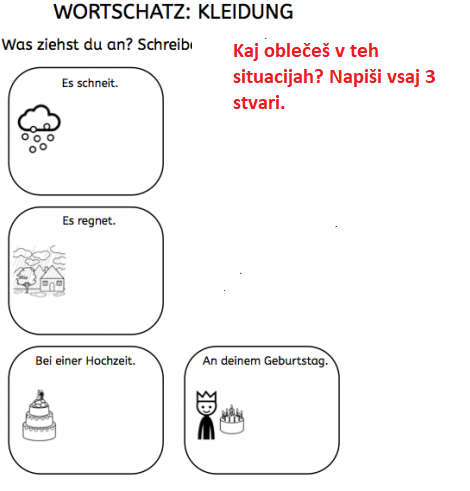 WORTSCHATZ: KLEIDUNG
Was ziehst du an? Schreibe
Kaj oblečeš v teh
situacijah? Napiši vsaj 3
stvari.
Es schneit.
Es regnet.
Bei einer Hochzeit.
An deinem Geburtstag.